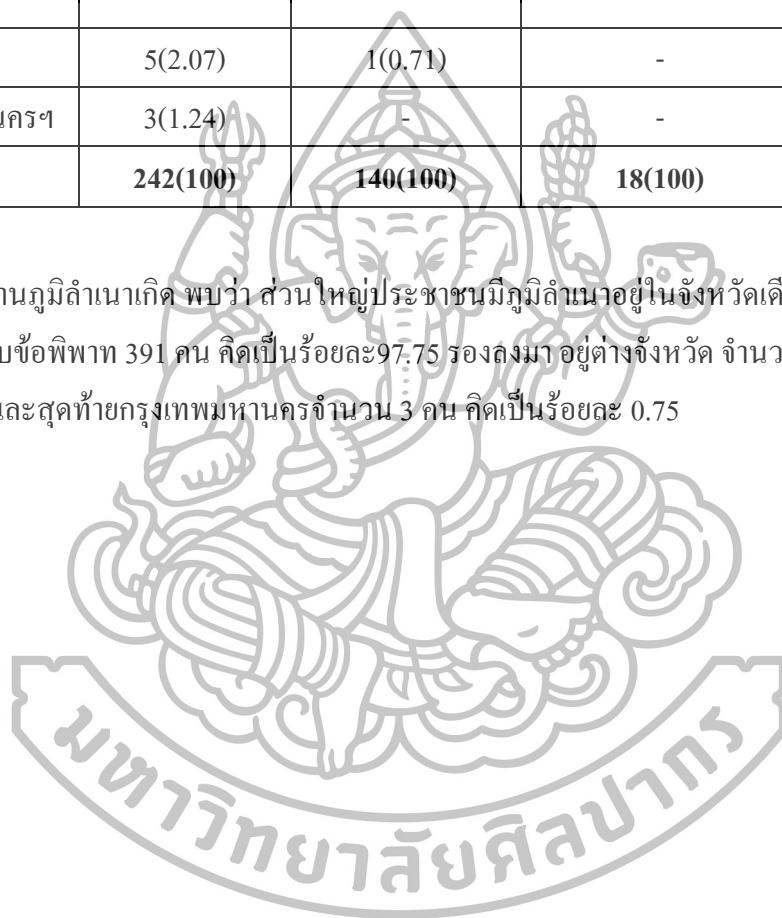 5(2.07) 1(0.71) -
นครฯ 3(1.24) - -
242(100) 140(100) 18(100)
านภูมิลำเนาเกิด พบว่า ส่วนใหญ่ประชาชนมีภูมิลำเนาอยู่ในจังหวัดเดี
บข้อพิพาท 391 คน คิดเป็นร้อยละ97.75 รองลงมา อยู่ต่างจังหวัด จำนว
และสุดท้ายกรุงเทพมหานครจำนวน 3 คน คิดเป็นร้อยละ 0.75
มหาวิทยาลัยศิลปากร